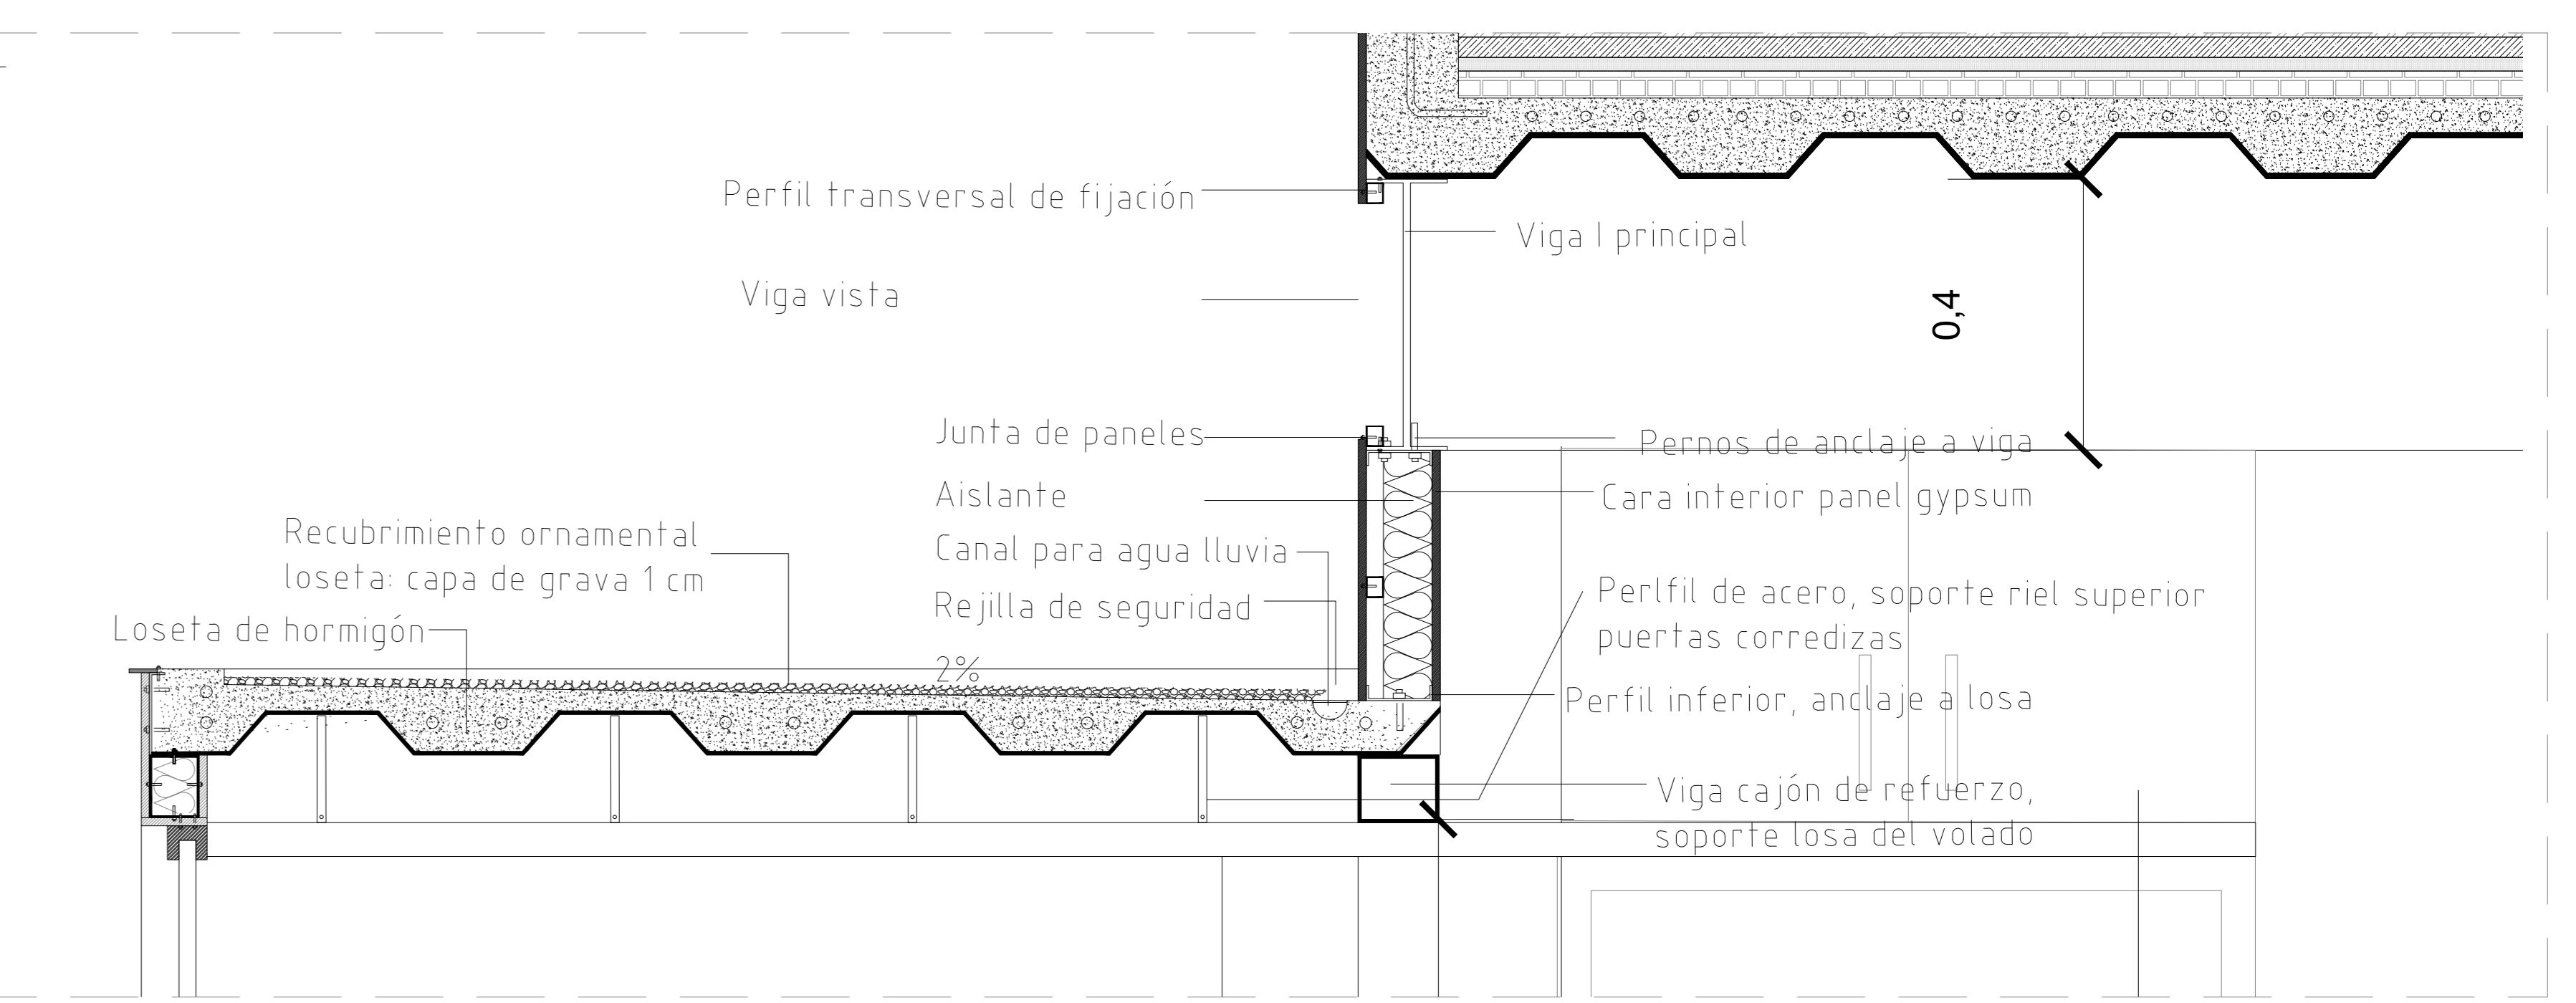 Perfil transversal de fijación
Viga I principal
Viga vista
0,4
Junta de paneles
Pernos de anclaje a viga
Aislante
Cara interior panel gypsum
Recubrimiento ornamental
loseta: capa de grava 1 cm
Canal para agua lluvia
Perlfil de acero, soporte riel superior
puertas corredizas
Rejilla de seguridad
Loseta de hormigón
2%
Perfil inferior, anclaje a losa
Viga cajón de refuerzo,
soporte losa del volado